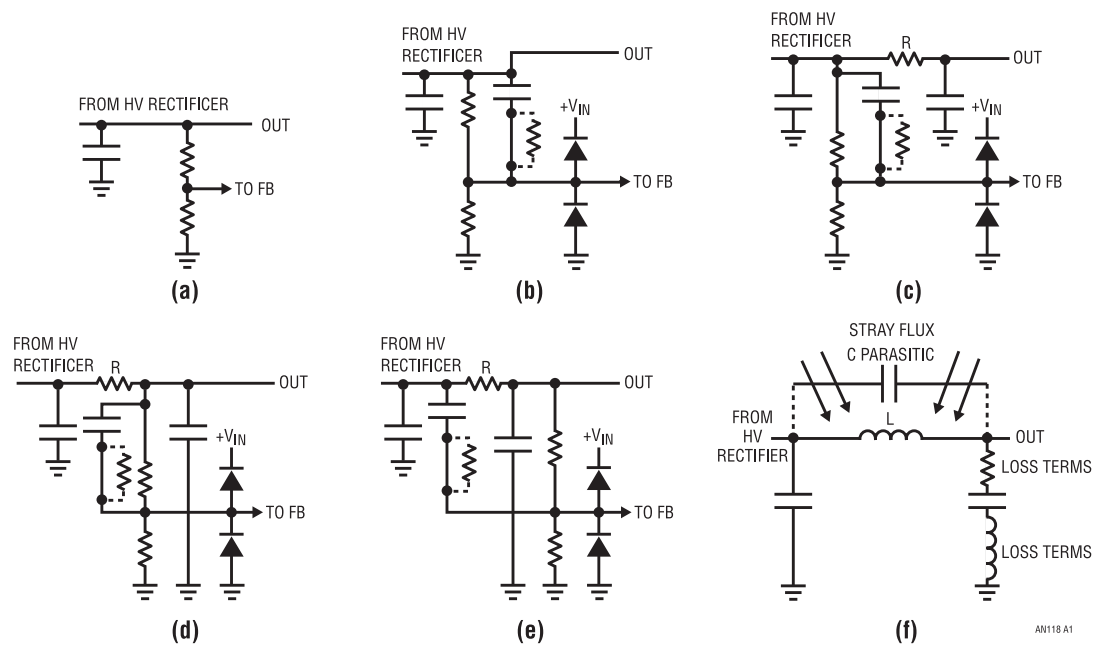 FROM HV RECTIFICER
OUT
TO FB
(a)
FROM HV
RECTIFICER
OUT
+VIN
TO FB
(b)
FROM HV
RECTIFICER
R
OUT
+VIN
TO FB
(c)
FROM HV
RECTIFICER
R
OUT
+VIN
TO FB
(d)
FROM HV
RECTIFICER
R
OUT
+VIN
TO FB
(e)
STRAY FLUX
C PARASITIC
FROM
HV
RECTIFIER
L
OUT
LOSS TERMS
LOSS TERMS
(f)
AN118 A1